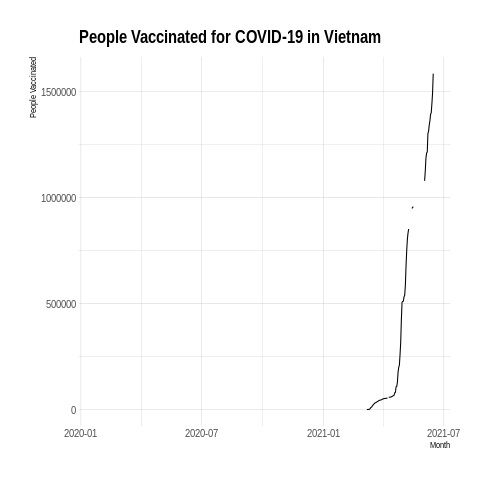 People Vaccinated for COVID-19 in Vietnam
People Vaccinated
1500000
1000000
500000
0
2020-01
2020-07
2021-01
2021-07
Month